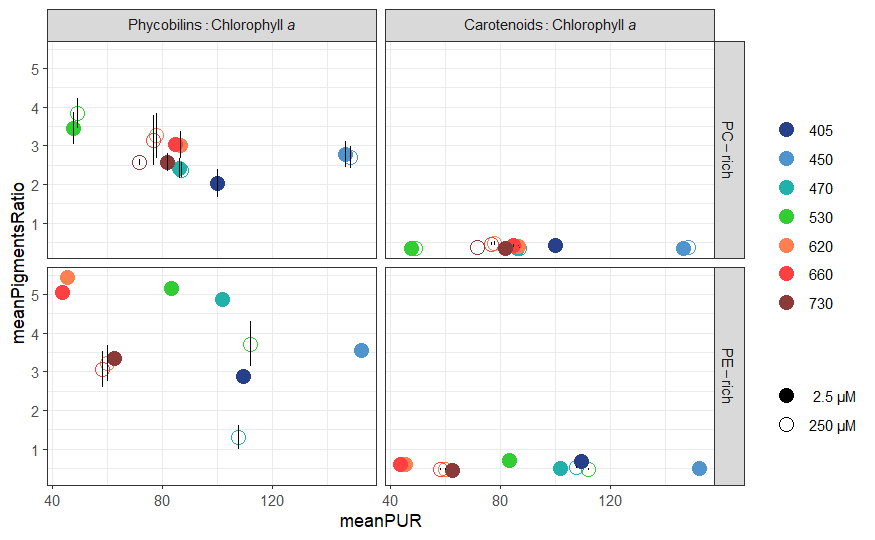 Phycobilins : Chlorophyll a
Carotenoids : Chlorophyll a
5
4
3
2
1
PC – rich
5
4
3
2
1
PE – rich
40
80
120
40
80
120
meanPUR
meanPigmentsRatio
405
450
470
530
620
660
730
2.5 µM
250 µM